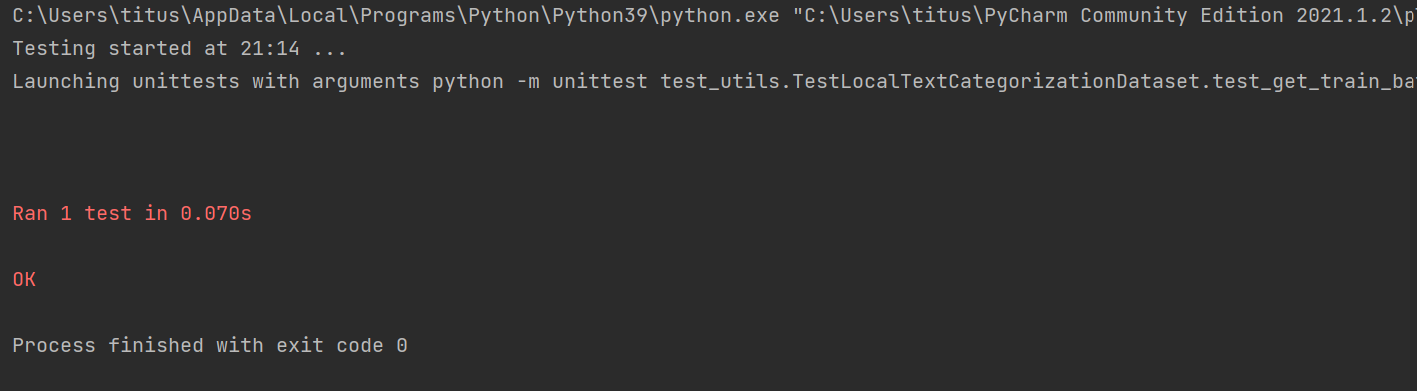 C:\Users\titus\AppData\Local\Programs\Python\Python39\python.exe "C:\Users\titus\PyCharm Community Edition 2021.1.2\p
Testing started at 21:14 ...
Launching unittests with arguments python -m unittest test_utils.TestLocalTextCategorizationDataset.test_get_train_ba
Ran 1 test in 0.070s
OK
Process finished with exit code 0